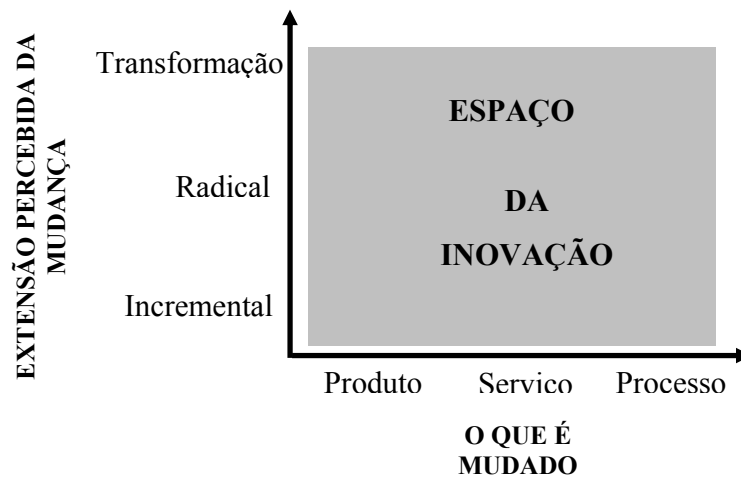 EXTENSÃO PERCEBIDA DA
MUDANÇA
Transformação
Radical
Incremental
ESPAÇO
DA
INOVAÇÃO
Produto Servico Processo
O QUE É
MUDADO